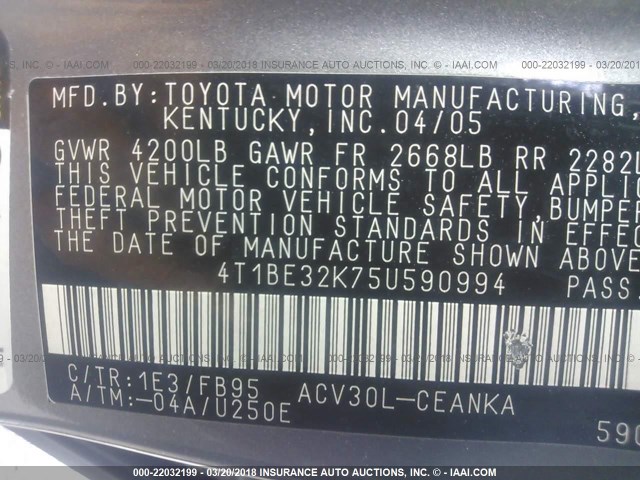 000-22032199 - 03/20/2018 INSURANCE AUTO AUCTIONS. (C) - IAAI.COM
MFD.BY:TOYOTA MOTOR MANUFACTURING,
KENTUCKY,INC.04/05
GVWR 4200LB GAWR FR 2668LB RR 2282L
THIS VEHICLE CONFORMS TO ALL APPLIC
FEDERAL MOTOR VEHICLE SAFETY,BUMPER
THEFT PREVENTION STANDARDS IN EFFEC
THE DATE OF MANUFACTURE SHOWN ABOVE
4T1BE32K75U590994 PASS.
C/TR:1E3/FB95 ACV30L-CEANKA
A/TM:-04A/U250E
590
000-22032199 - 03/20/2018 INSURANCE AUTO AUCTIONS. (C) - IAAI.COM